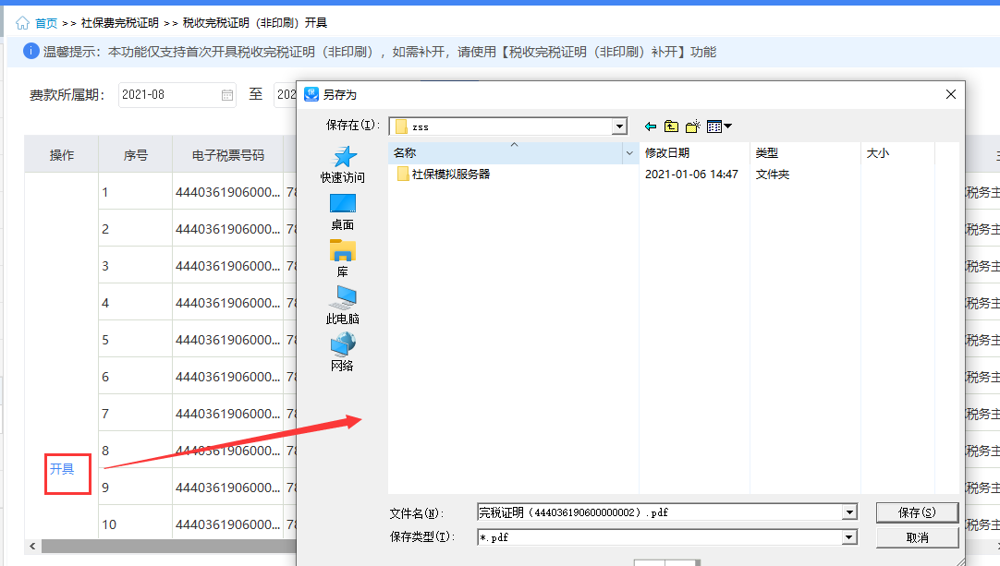 首页 >> 社保费完税证明 >> 税收完税证明（非印刷）开具
温馨提示：本功能仅支持首次开具税收完税证明（非印刷），如需补开，请使用【税收完税证明（非印刷）补开】功能
费款所属期： 2021-08 至 202
操作 序号 电子税票号码
1 4440361906000... 78 税务主
2 4440361906000... 78 税务主
3 4440361906000... 78 税务主
4 4440361906000... 78 税务主
5 4440361906000... 78 税务主
6 4440361906000... 78 税务主
7 4440361906000... 78 税务主
8 4440361906000... 78 税务主
开具
9 4440361906000... 78 税务主
10 4440361906000... 78 税务主
另存为
保存在(I): zss
名称 修改日期 类型 大小
社保模拟服务器 2021-01-06 14:47 文件夹
快速访问
桌面
库
此电脑
网络
文件名(N): 完税证明（444036190600000002）.pdf 保存(S)
保存类型(T): *.pdf 取消